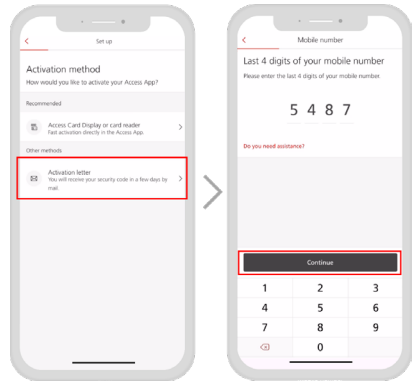 Set up
Activation method
How would you like to activate your Access App?
Recommended
Access Card Display or card reader
Fast activation directly in the Access App.
Other methods
Activation letter
You will receive your security code in a few days by
mail.
Mobile number
Last 4 digits of your mobile
number
Please enter the last 4 digits of your mobile number.
5 4 8 7
Do you need assistance?
Continue
1 2 3
4 5 6
7 8 9
0